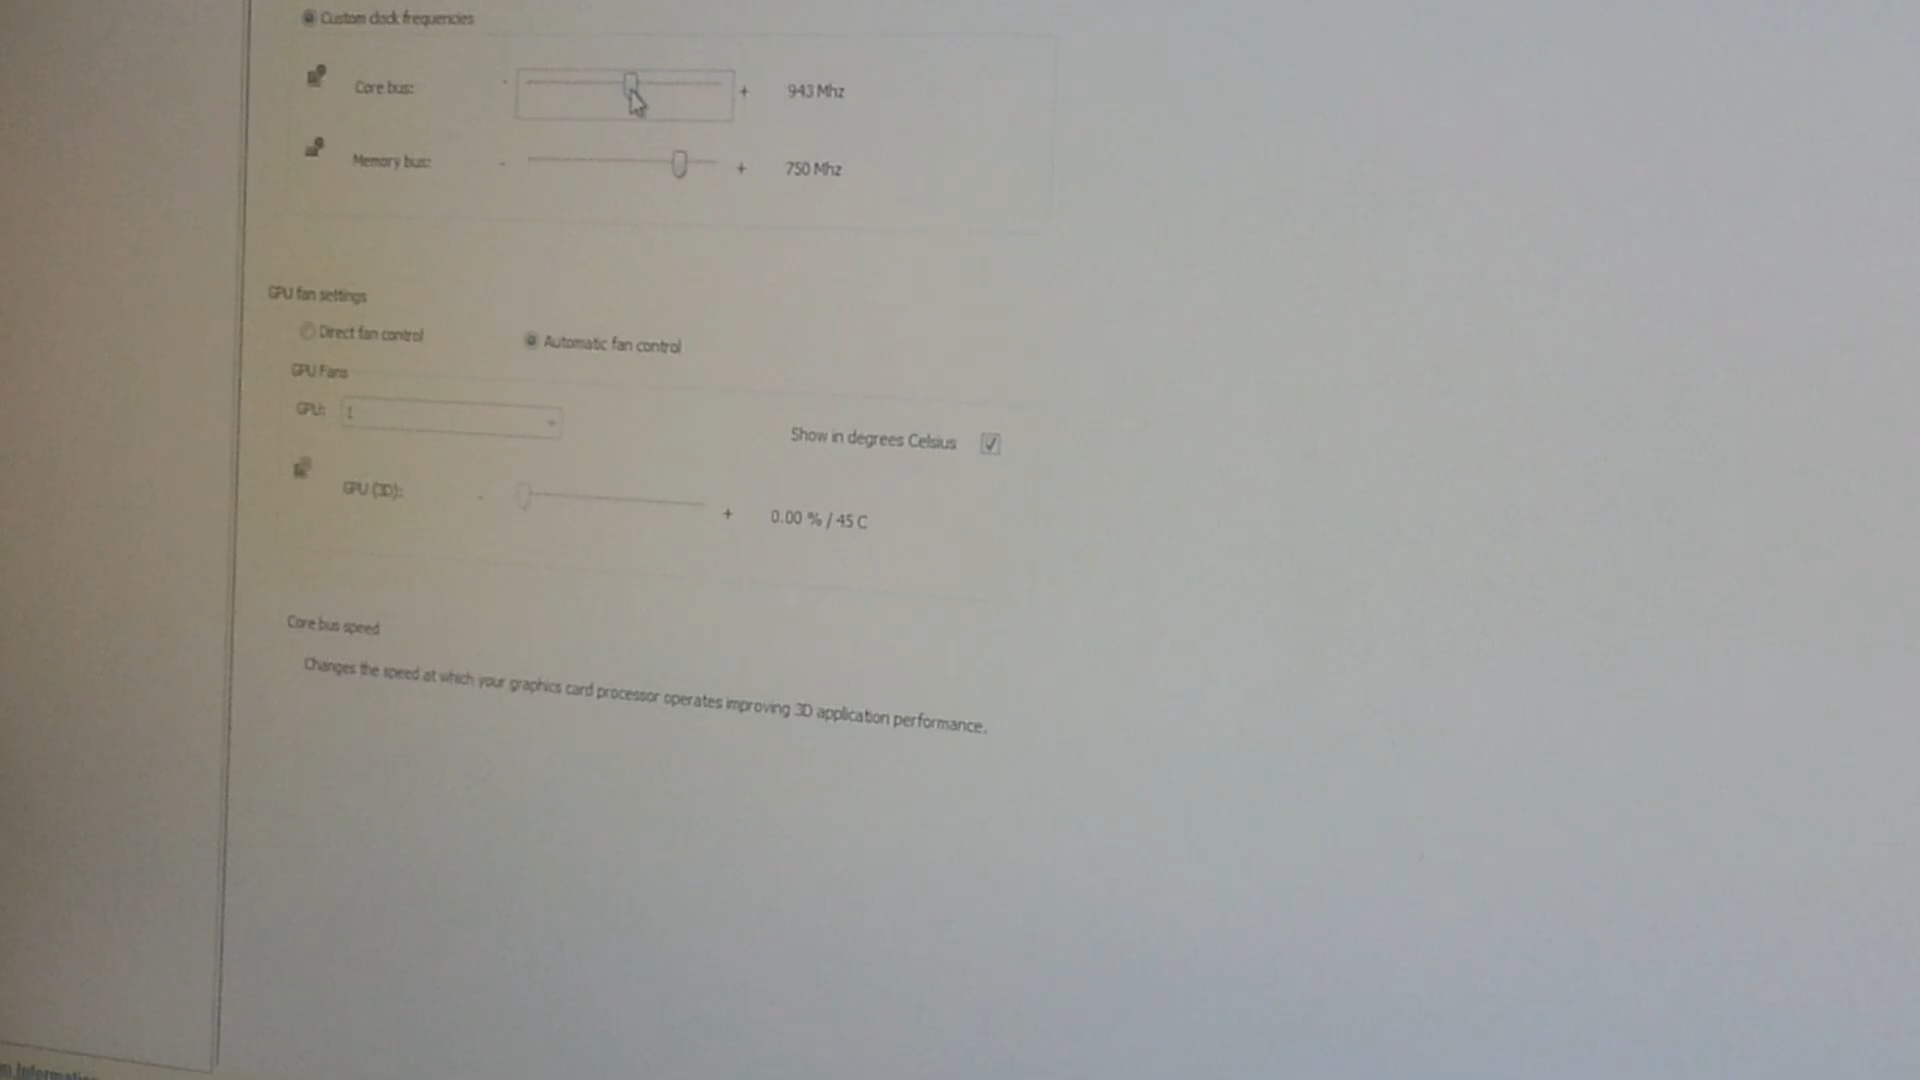 Custom clock frequencies
Core bus: - + 943 Mhz
Memory bus: - + 750 Mhz
GPU fan settings
Direct fan control Automatic fan control
GPU Fans
GPU: 1 Show in degrees Celsius
GPU (3D): - + 0.00 % / 45 C
Core bus speed
Changes the speed at which your graphics card processor operates improving 3D application performance.